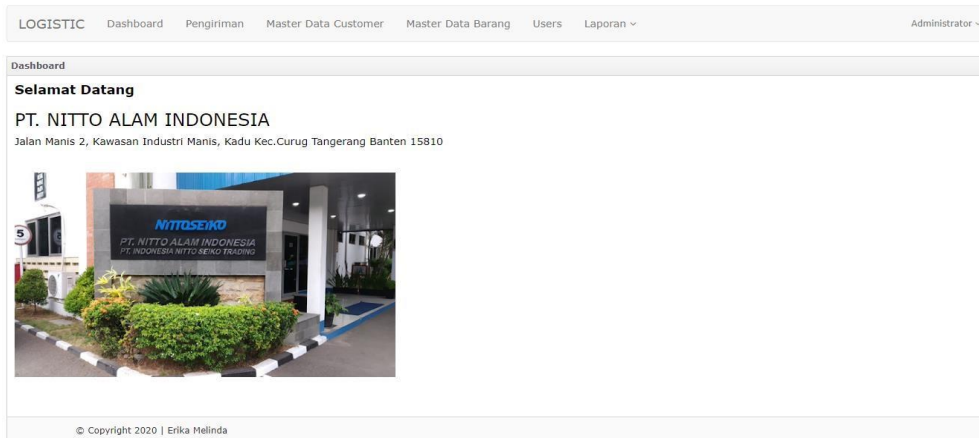 LOGISTIC Dashboard Pengiriman Master Data Customer Master Data Barang Users Laporan Administrator
Dashboard
Selamat Datang
PT. NITTO ALAM INDONESIA
Jalan Manis 2, Kawasan Industri Manis, Kadu Kec.Curug Tangerang Banten 15810
5
NITTOSEIKO
PT. NITTO ALAM INDONESIA
PT. INDONESIA NITTO SEIKO TRADING
© Copyright 2020 | Erika Melinda